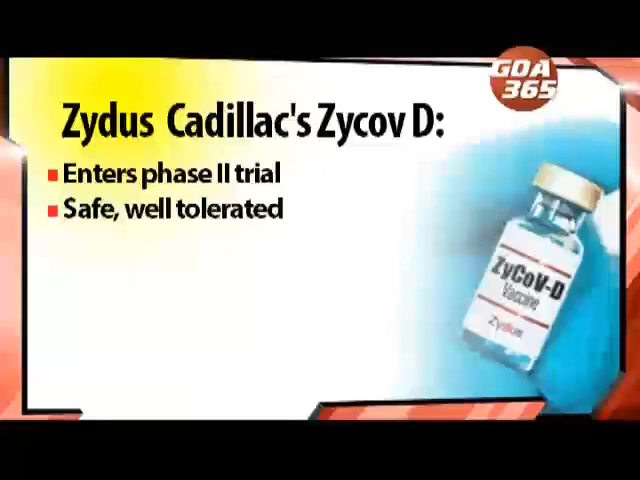 GOA
365
Zydus Cadillac's Zycov D:
Enters phase II trial
Safe, well tolerated
ZyCoV-D
Vaccine
Zydus